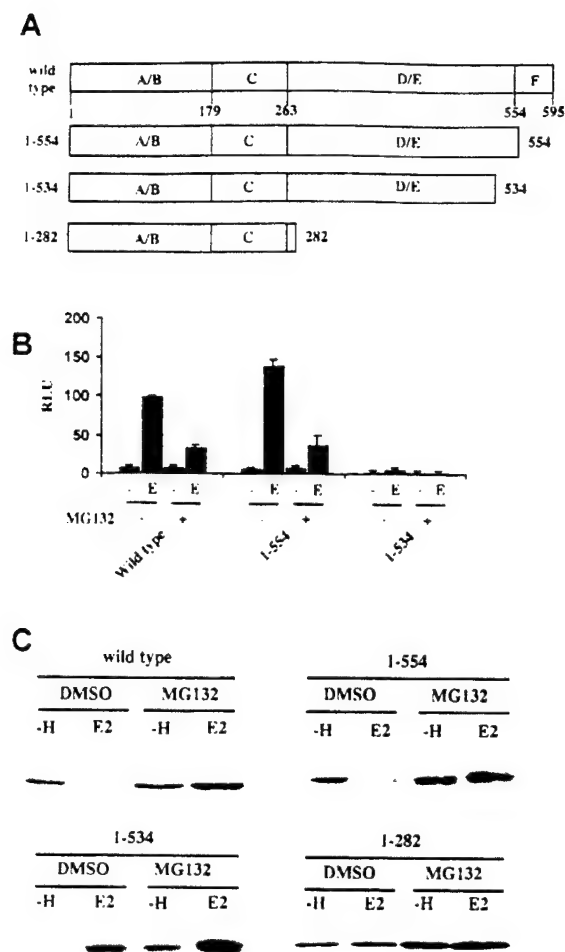 A
wild type
A/B C D/E F
1 179 263 554 595
1-554 A/B C D/E 554
1-534 A/B C D/E 534
1-282 A/B C 282
B
200
150
100
50
0
RLU
- E - E - E - E - E - E
MG132 - + - + - +
Wild type 1-554 1-534
C
wild type 1-554
DMSO MG132 DMSO MG132
-H E2 -H E2 -H E2 -H E2
1-534 1-282
DMSO MG132 DMSO MG132
-H E2 -H E2 -H E2 -H E2